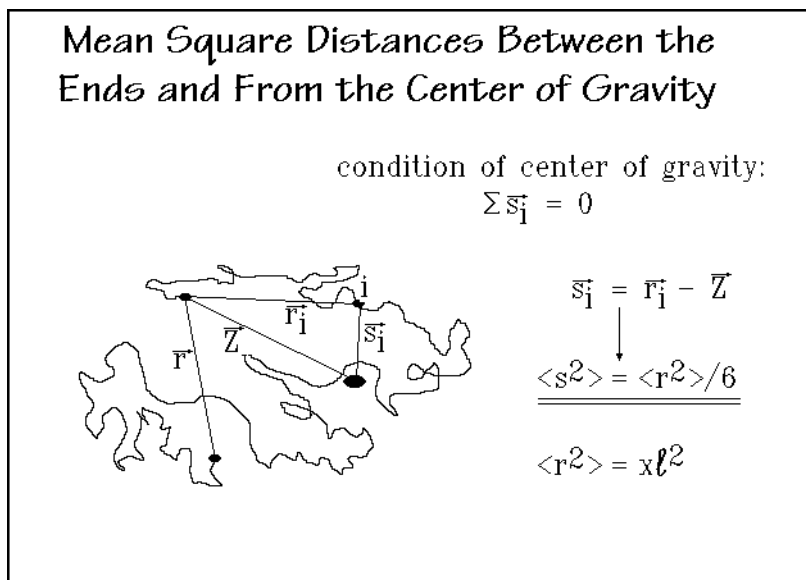 Mean Square Distances Between the
Ends and From the Center of Gravity
condition of center of gravity:
Σ s⃗ᵢ = 0
i
r⃗ᵢ
s⃗ᵢ
Z⃗
r⃗
s⃗ᵢ = r⃗ᵢ - Z⃗
<s²> = <r²>/6
<r²> = xℓ²